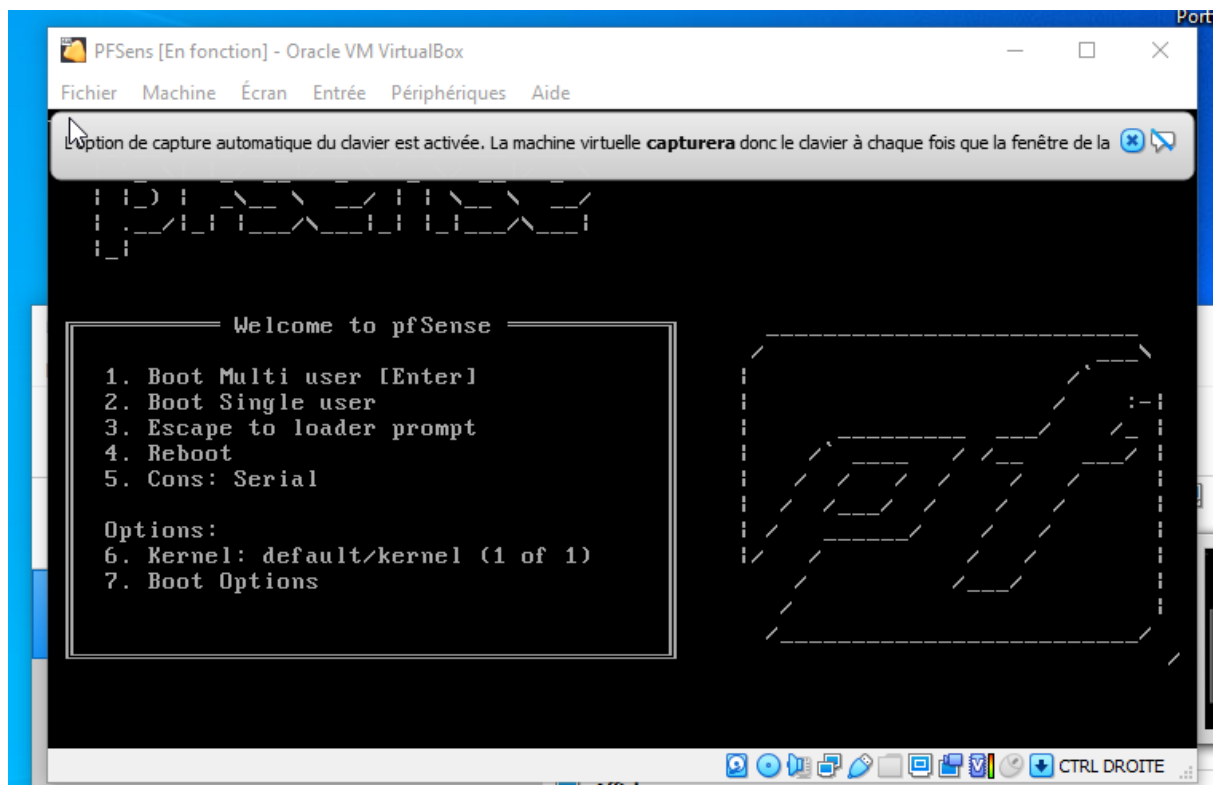 Port
PFSens [En fonction] - Oracle VM VirtualBox
Fichier Machine Écran Entrée Périphériques Aide
L'option de capture automatique du clavier est activée. La machine virtuelle capturera donc le clavier à chaque fois que la fenêtre de la
Welcome to pfSense
1. Boot Multi user [Enter]
2. Boot Single user
3. Escape to loader prompt
4. Reboot
5. Cons: Serial
Options:
6. Kernel: default/kernel (1 of 1)
7. Boot Options
CTRL DROITE